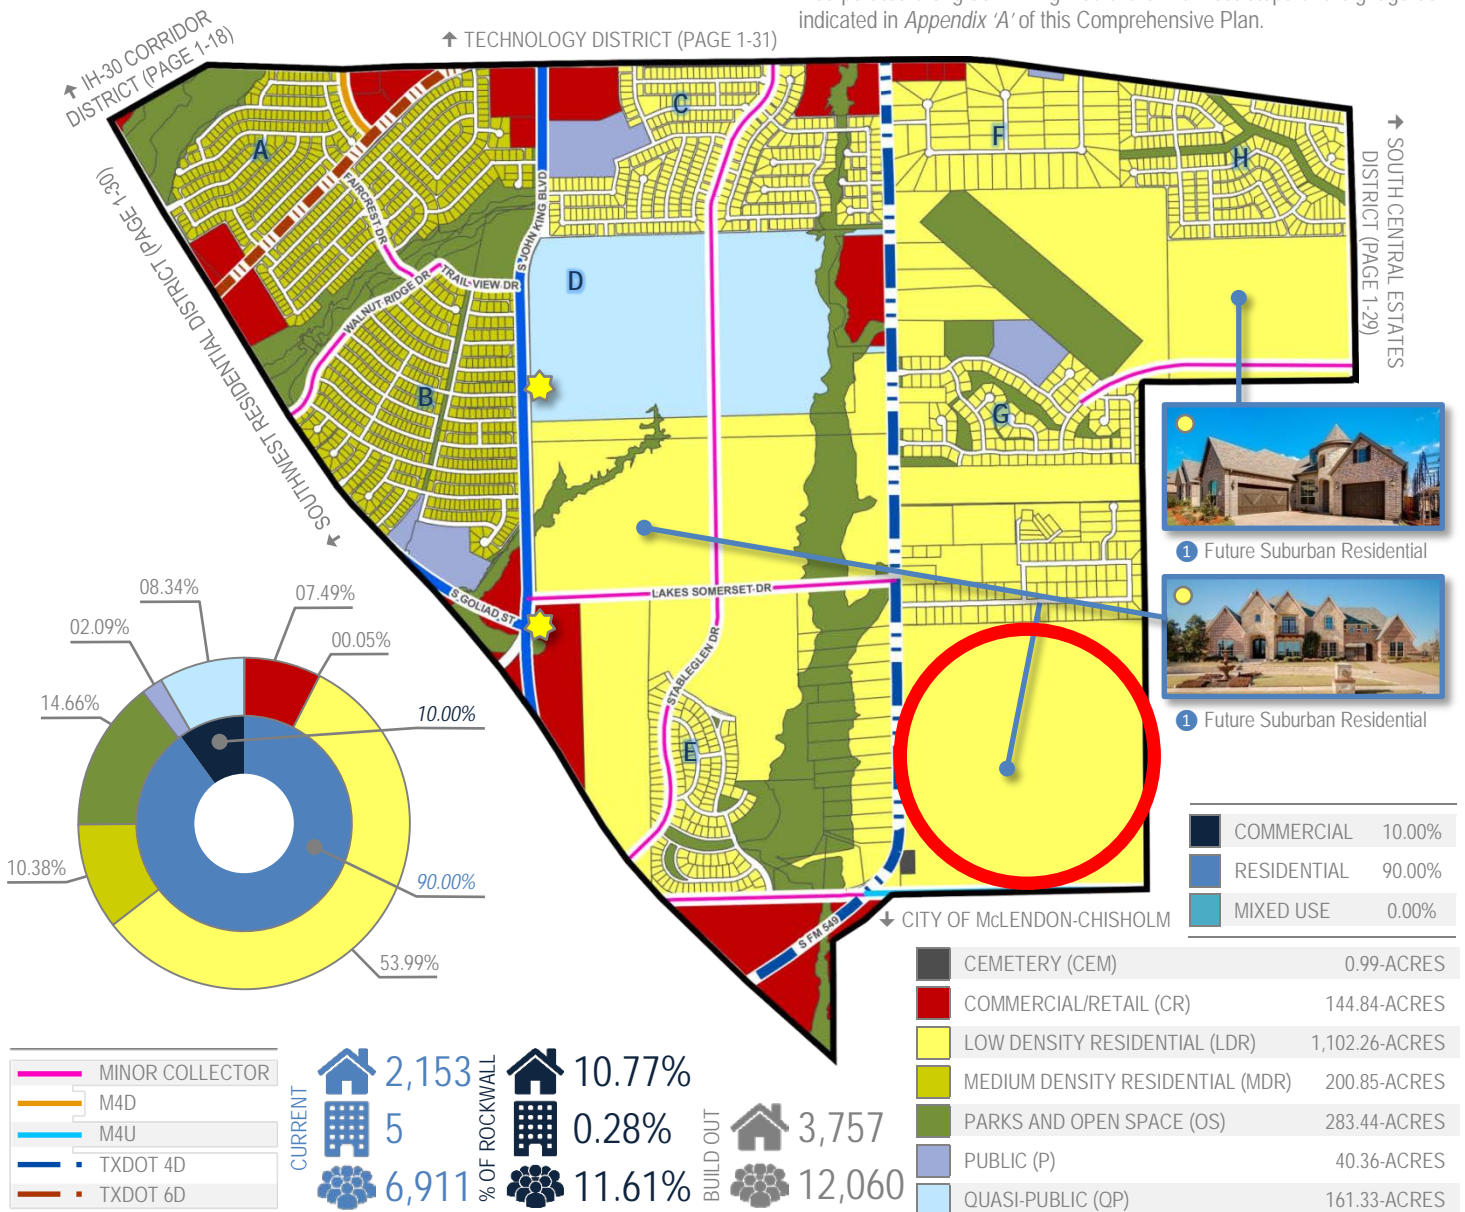 indicated in Appendix 'A' of this Comprehensive Plan.
↑ TECHNOLOGY DISTRICT (PAGE 1-31)
↑ IH-30 CORRIDOR
DISTRICT (PAGE 1-18)
↑ SOUTH CENTRAL ESTATES
DISTRICT (PAGE 1-29)
SOUTHWEST RESIDENTIAL DISTRICT (PAGE 1-30)
A
B
C
D
E
F
G
H
FAIRCREST DR
WALNUT RIDGE DR
TRAIL VIEW DR
S JOHN KING BLVD
S GOLIAD ST
LAKES SOMERSET DR
STABLEGLEN DR
S FM 549
1 Future Suburban Residential
1 Future Suburban Residential
↓ CITY OF McLENDON-CHISHOLM
08.34%
07.49%
02.09%
00.05%
14.66%
10.00%
10.38%
90.00%
53.99%
COMMERCIAL 10.00%
RESIDENTIAL 90.00%
MIXED USE 0.00%
CEMETERY (CEM) 0.99-ACRES
COMMERCIAL/RETAIL (CR) 144.84-ACRES
LOW DENSITY RESIDENTIAL (LDR) 1,102.26-ACRES
MEDIUM DENSITY RESIDENTIAL (MDR) 200.85-ACRES
PARKS AND OPEN SPACE (OS) 283.44-ACRES
PUBLIC (P) 40.36-ACRES
QUASI-PUBLIC (QP) 161.33-ACRES
MINOR COLLECTOR
M4D
M4U
TXDOT 4D
TXDOT 6D
CURRENT
2,153
5
6,911
% OF ROCKWALL
10.77%
0.28%
11.61%
BUILD OUT
3,757
12,060